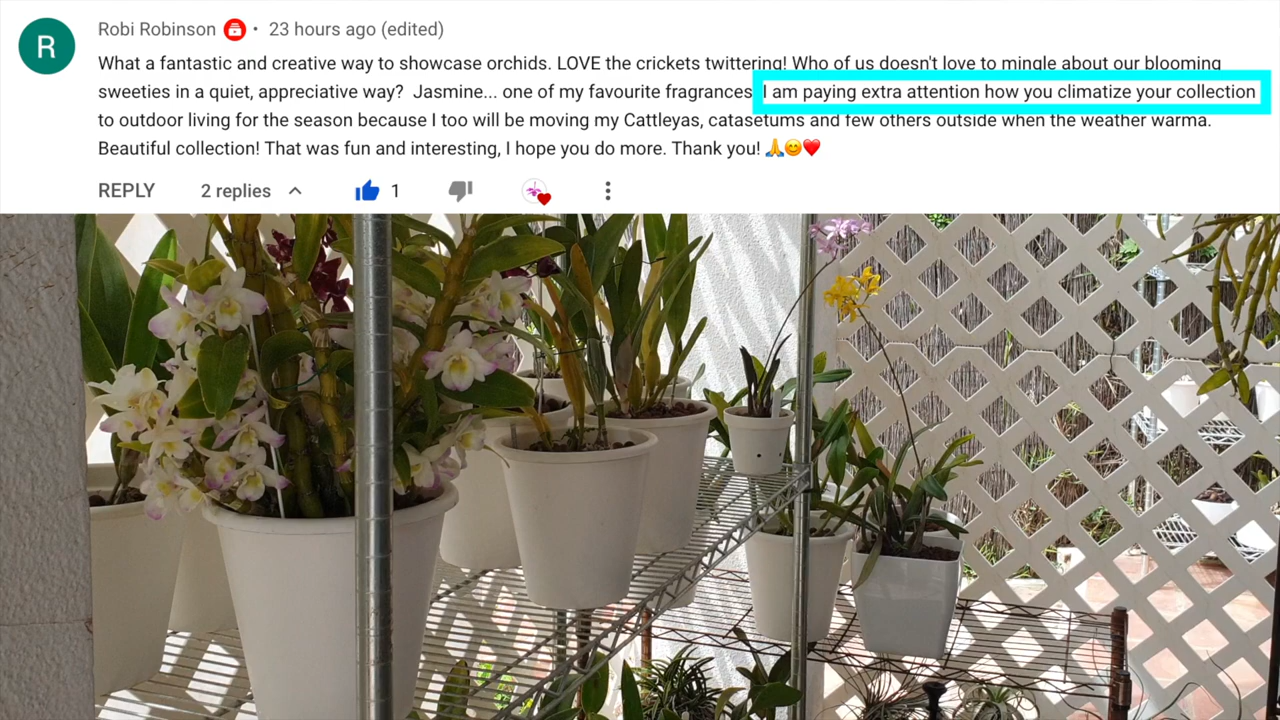 R
Robi Robinson • 23 hours ago (edited)
What a fantastic and creative way to showcase orchids. LOVE the crickets twittering! Who of us doesn't love to mingle about our blooming
sweeties in a quiet, appreciative way?  Jasmine... one of my favourite fragrances I am paying extra attention how you climatize your collection
to outdoor living for the season because I too will be moving my Cattleyas, catasetums and few others outside when the weather warma.
Beautiful collection! That was fun and interesting, I hope you do more. Thank you! 🙏😊❤️
REPLY 2 replies 1